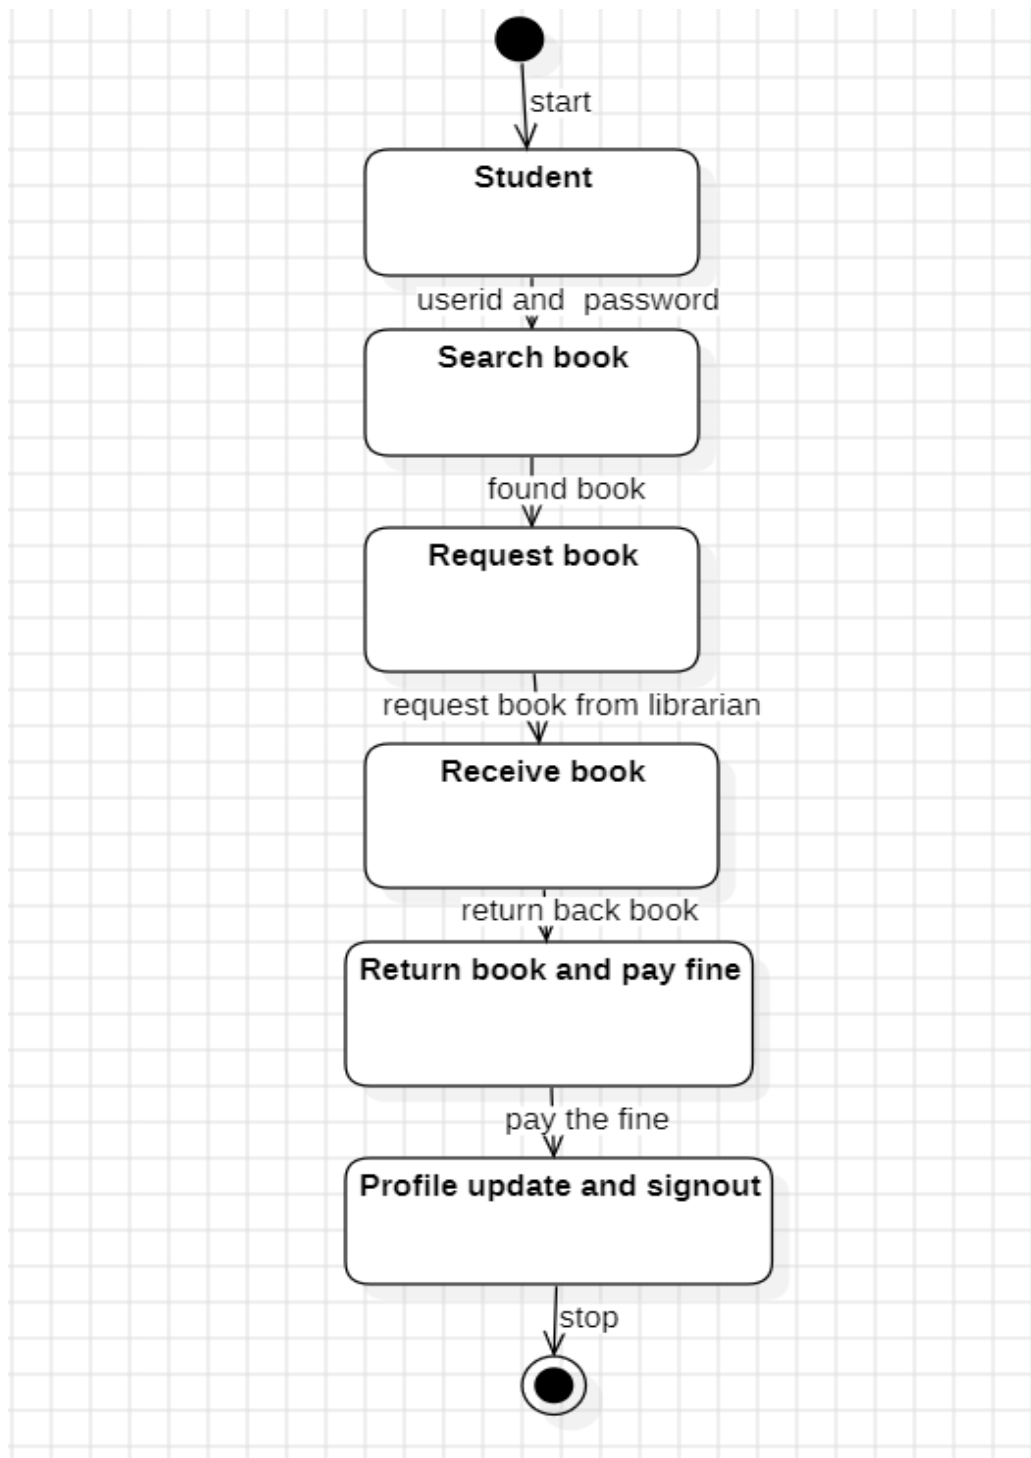 start
Student
userid and  password
Search book
found book
Request book
request book from librarian
Receive book
return back book
Return book and pay fine
pay the fine
Profile update and signout
stop